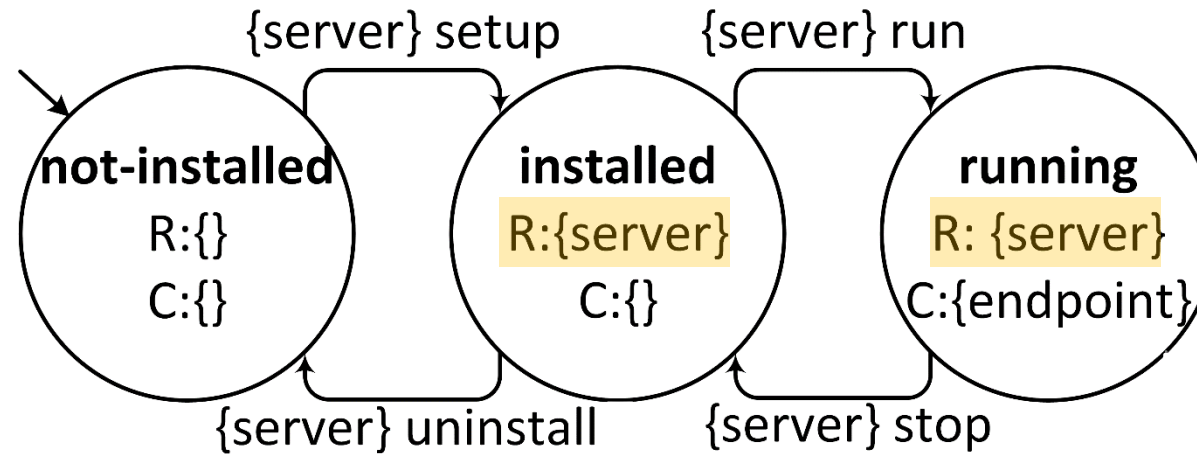 {server} setup
{server} run
not-installed
R:{}
C:{}
installed
R:{server}
C:{}
running
R: {server}
C:{endpoint}
{server} uninstall
{server} stop